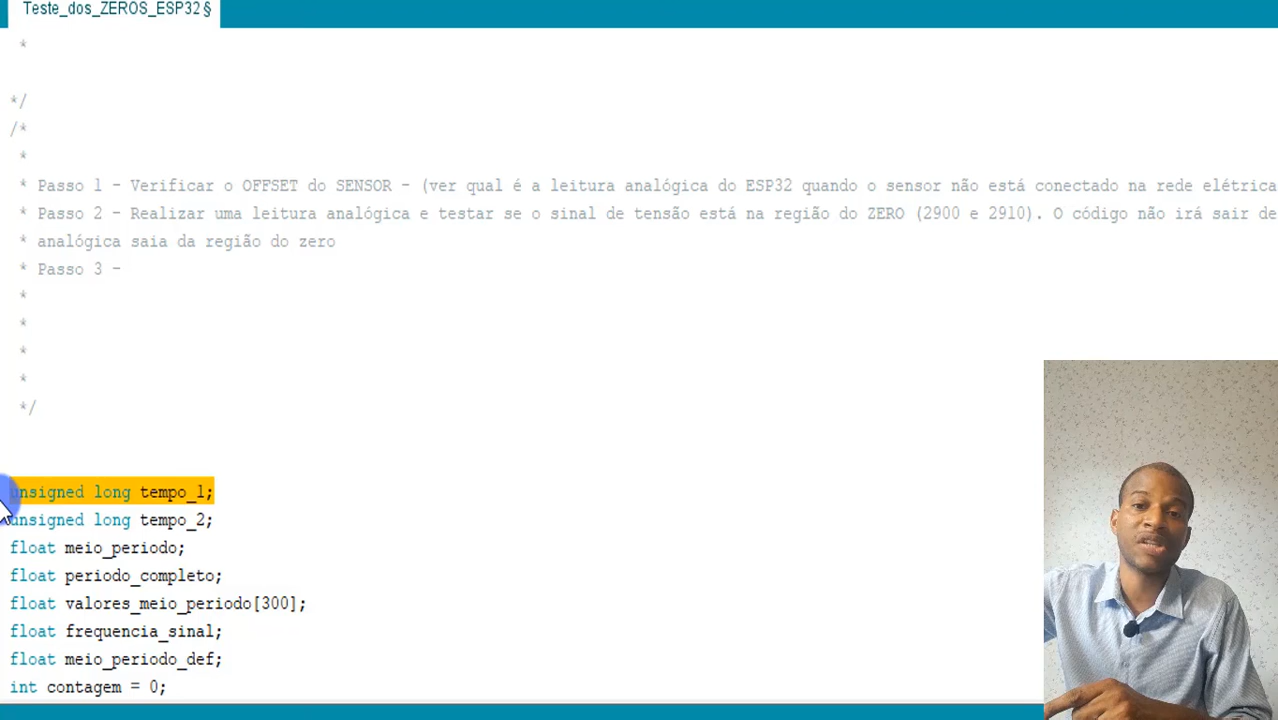 Teste_dos_ZEROS_ESP32 §
*
*/
/*
*
* Passo 1 - Verificar o OFFSET do SENSOR - (ver qual é a leitura analógica do ESP32 quando o sensor não está conectado na rede elétrica
* Passo 2 - Realizar uma leitura analógica e testar se o sinal de tensão está na região do ZERO (2900 e 2910). O código não irá sair de
* analógica saia da região do zero
* Passo 3 -
*
*
*
*
*/
unsigned long tempo_1;
unsigned long tempo_2;
float meio_periodo;
float periodo_completo;
float valores_meio_periodo[300];
float frequencia_sinal;
float meio_periodo_def;
int contagem = 0;